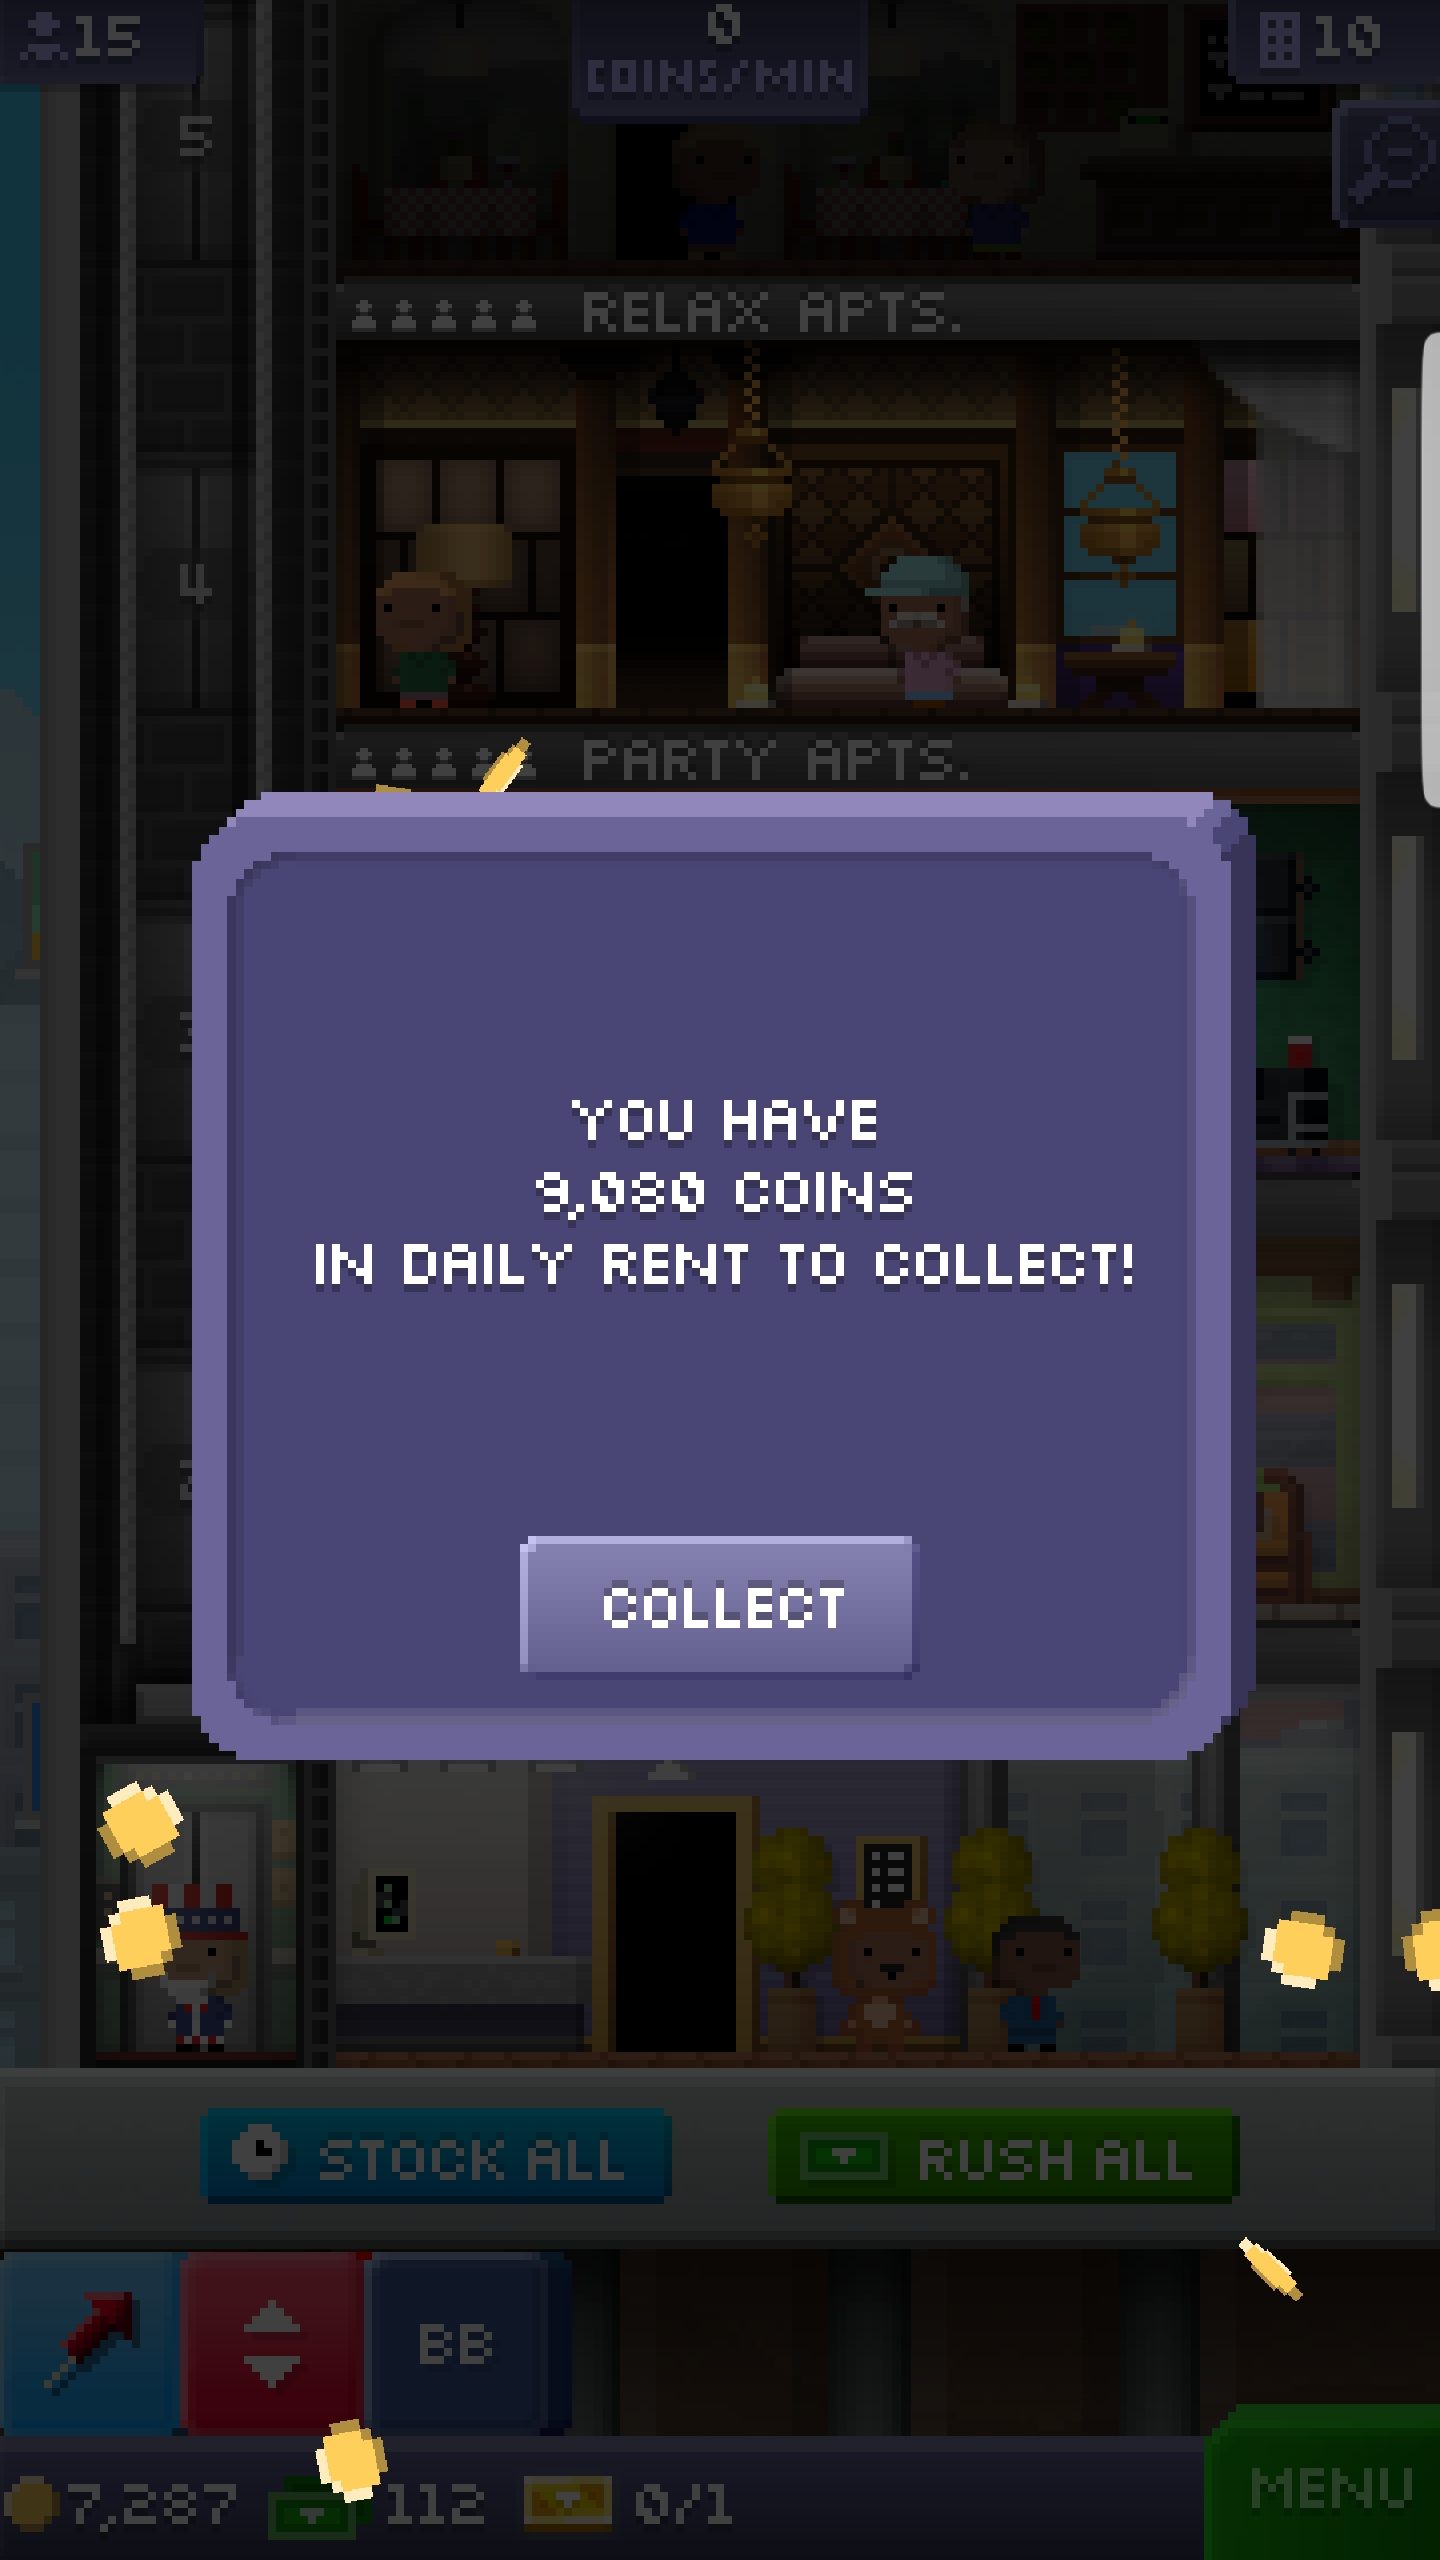 15
0
COINS/MIN
10
5
RELAX APTS.
4
PARTY APTS.
YOU HAVE
9,080 COINS
IN DAILY RENT TO COLLECT!
COLLECT
STOCK ALL
RUSH ALL
BB
7,287
112
0/1
MENU